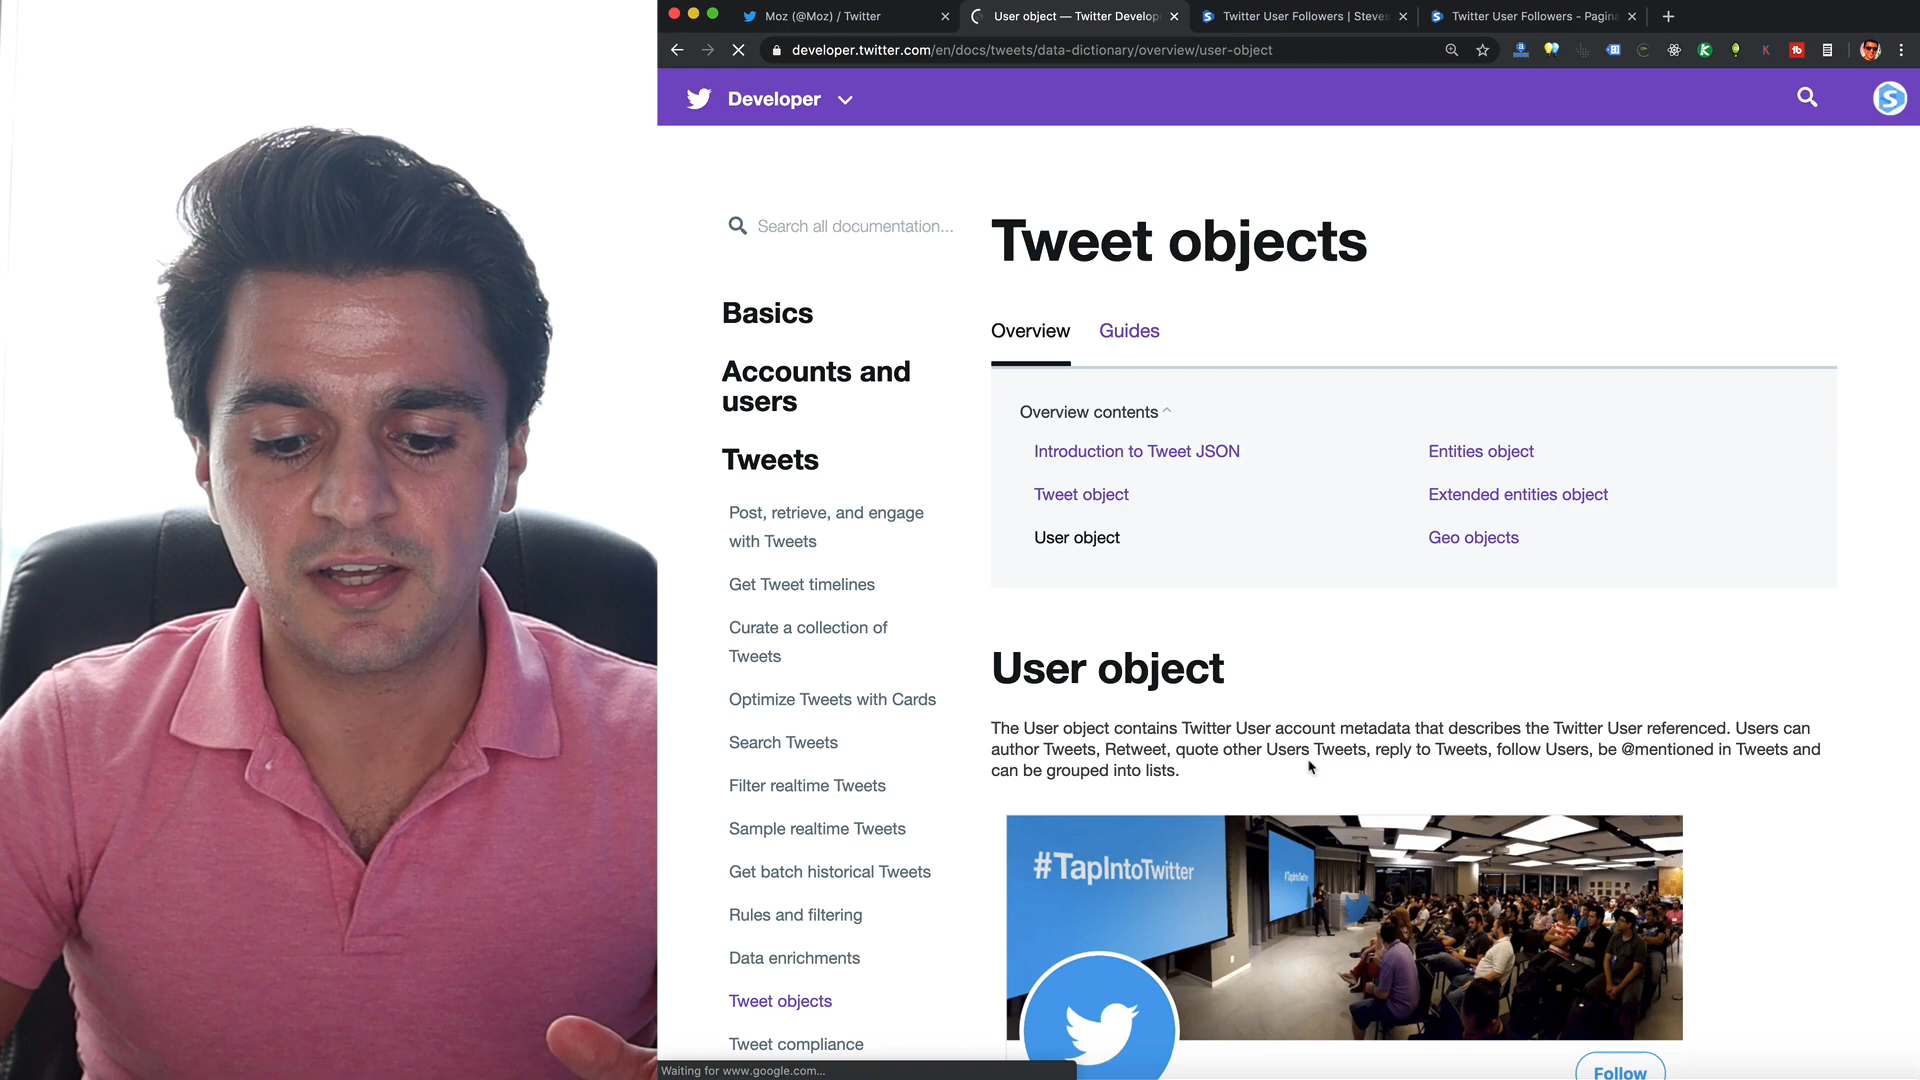 Moz (@Moz) / Twitter
User object — Twitter Develop
Twitter User Followers | Steves
Twitter User Followers - Pagina
developer.twitter.com/en/docs/tweets/data-dictionary/overview/user-object
Developer
Search all documentation...
Basics
Accounts and
users
Tweets
Post, retrieve, and engage
with Tweets
Get Tweet timelines
Curate a collection of
Tweets
Optimize Tweets with Cards
Search Tweets
Filter realtime Tweets
Sample realtime Tweets
Get batch historical Tweets
Rules and filtering
Data enrichments
Tweet objects
Tweet compliance
Tweet objects
Overview Guides
Overview contents
Introduction to Tweet JSON
Tweet object
User object
Entities object
Extended entities object
Geo objects
User object
The User object contains Twitter User account metadata that describes the Twitter User referenced. Users can
author Tweets, Retweet, quote other Users Tweets, reply to Tweets, follow Users, be @mentioned in Tweets and
can be grouped into lists.
#TapIntoTwitter
#TapIntoTwitter
Follow
Waiting for www.google.com...